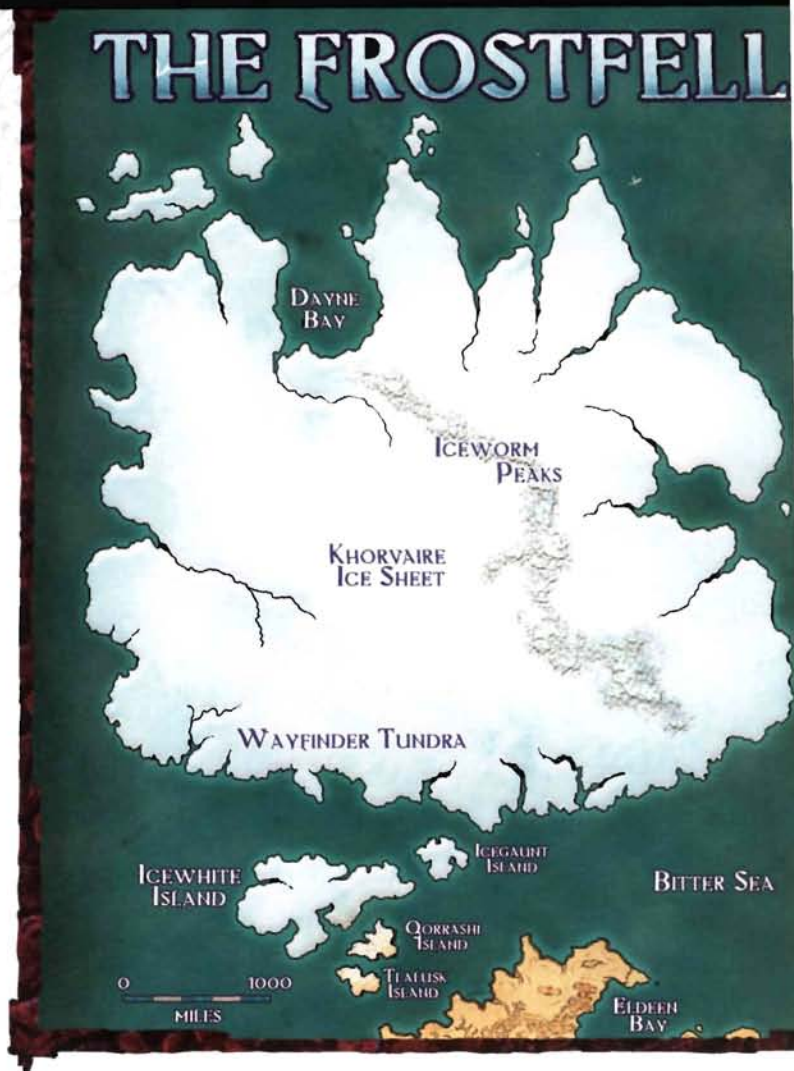 THE FROSTFELL
DAYNE
BAY
ICEWORM
PEAKS
KHORVAIRE
ICE SHEET
WAYFINDER TUNDRA
ICEWHITE
ISLAND
ICEGAUNT
ISLAND
BITTER SEA
QORRASHI
ISLAND
TLALUSK
ISLAND
0 1000
MILES
ELDEEN
BAY